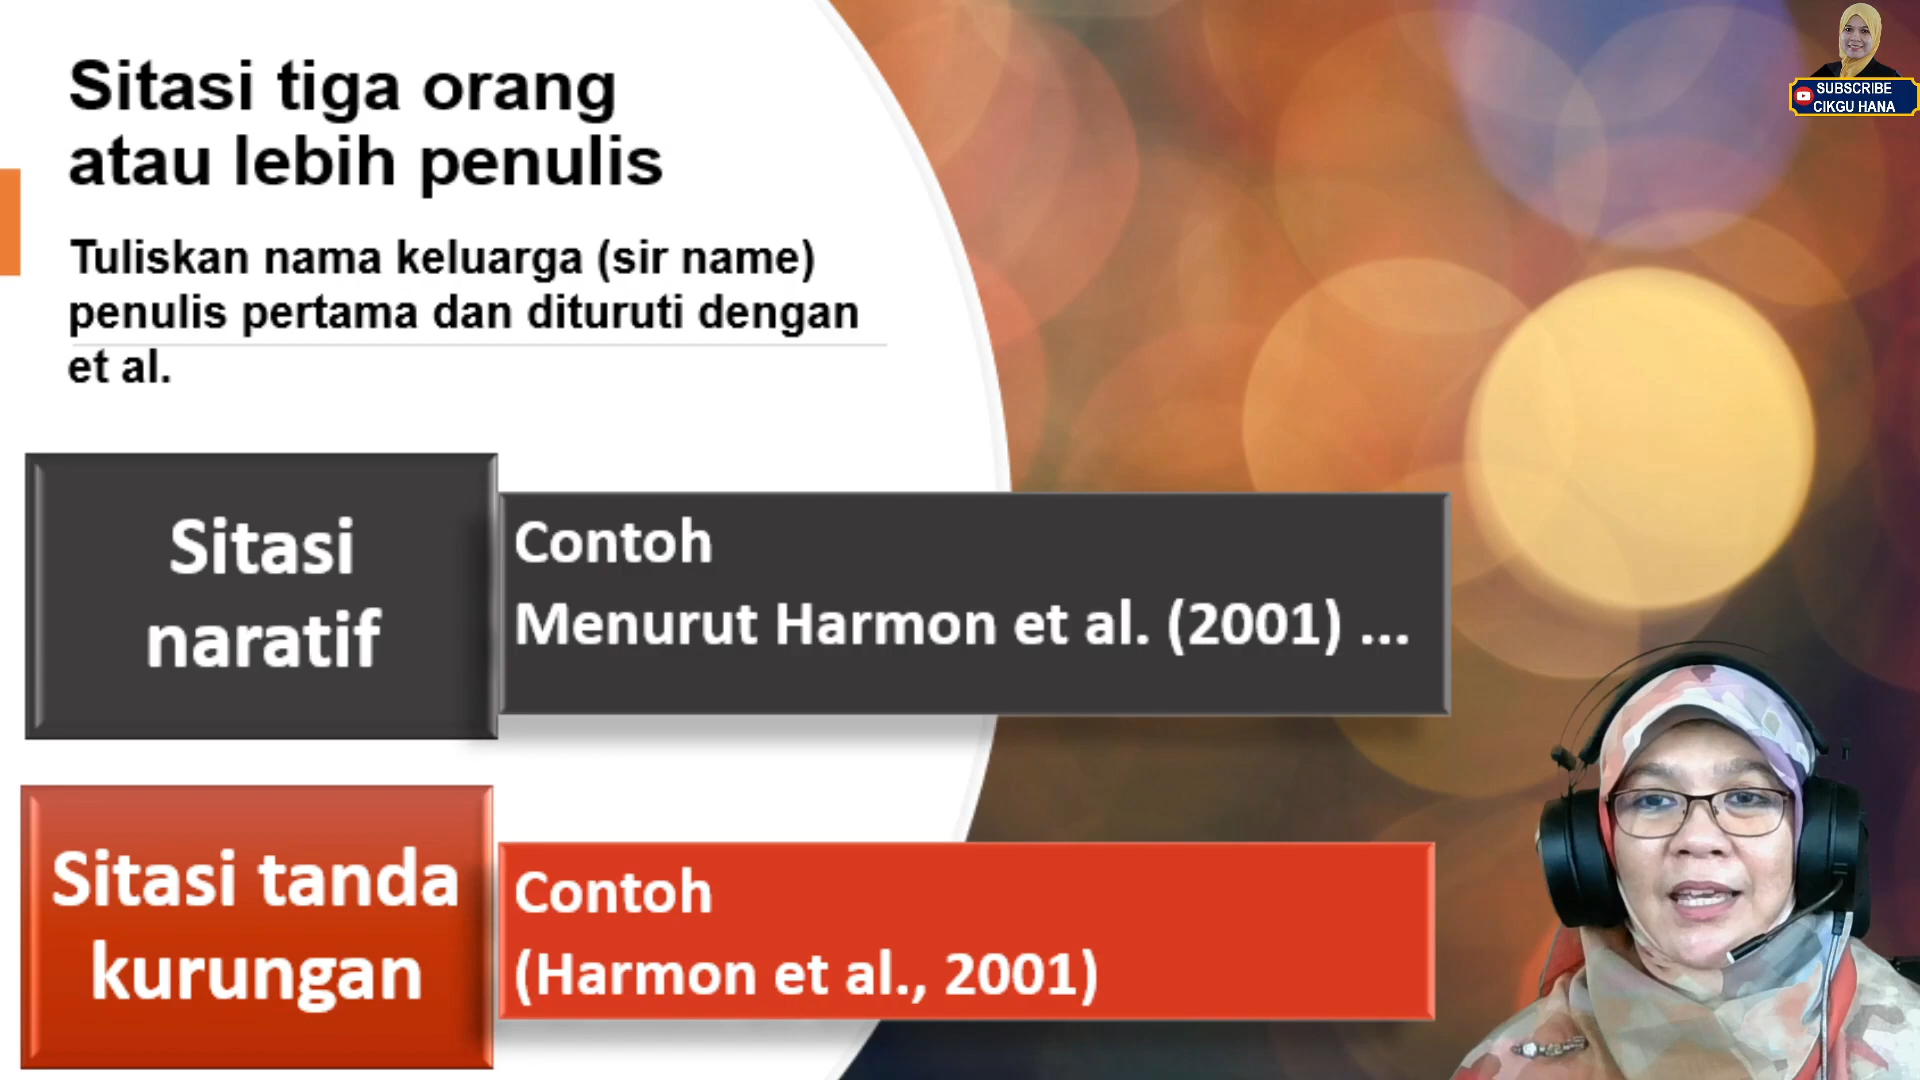 Sitasi tiga orang
atau lebih penulis
Tuliskan nama keluarga (sir name)
penulis pertama dan dituruti dengan
et al.
Sitasi
naratif
Contoh
Menurut Harmon et al. (2001) ...
Sitasi tanda
kurungan
Contoh
(Harmon et al., 2001)
SUBSCRIBE
CIKGU HANA